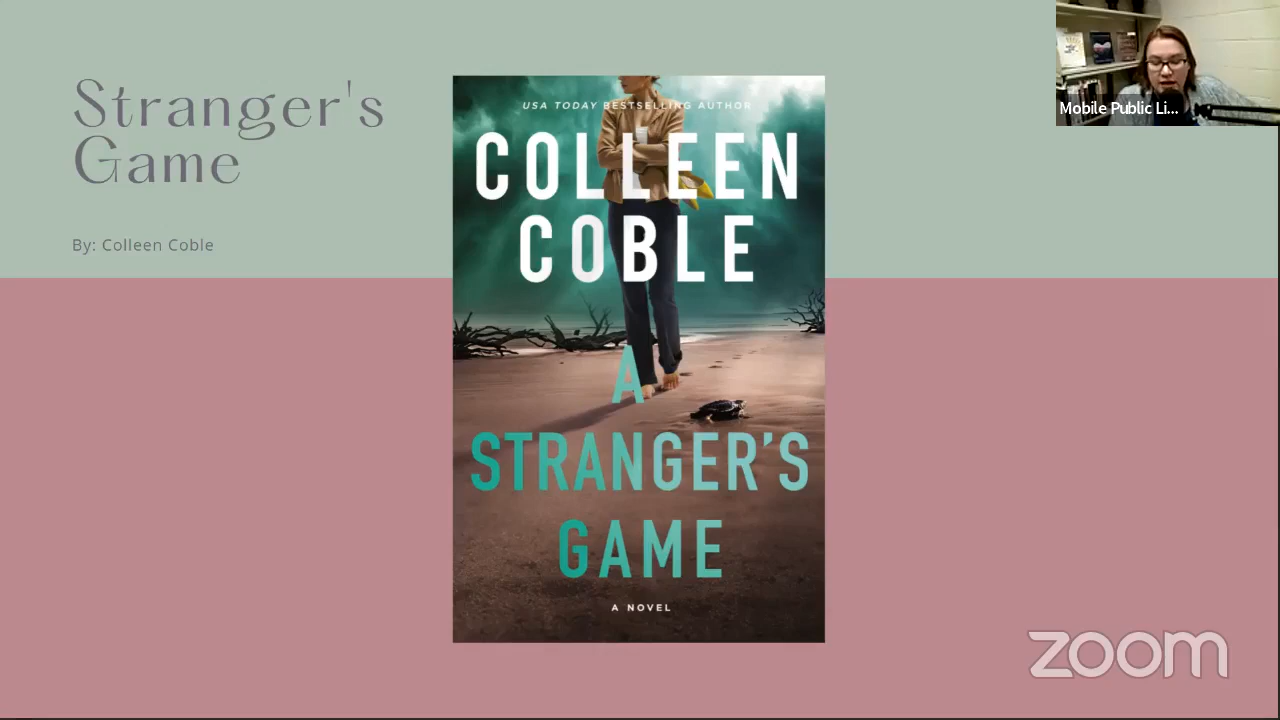 Stranger's
Game
By: Colleen Coble
USA TODAY BESTSELLING AUTHOR
COLLEEN
COBLE
A
STRANGER'S
GAME
A NOVEL
Mobile Public Li...
zoom